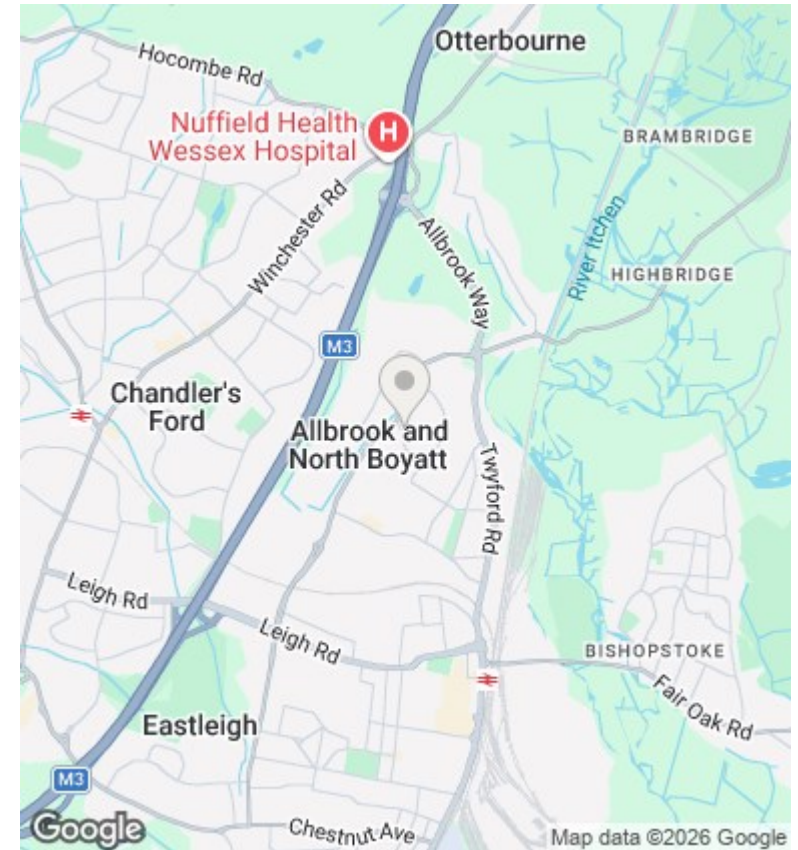 Otterbourne
Hocombe Rd
Nuffield Health
Wessex Hospital
H
BRAMBRIDGE
Winchester Rd
Allbrook Way
River Itchen
HIGHBRIDGE
M3
Chandler's
Ford
Allbrook and
North Boyatt
Twyford Rd
Leigh Rd
Leigh Rd
BISHOPSTOKE
Fair Oak Rd
Eastleigh
M3
Chestnut Ave
Google
Map data ©2026 Google